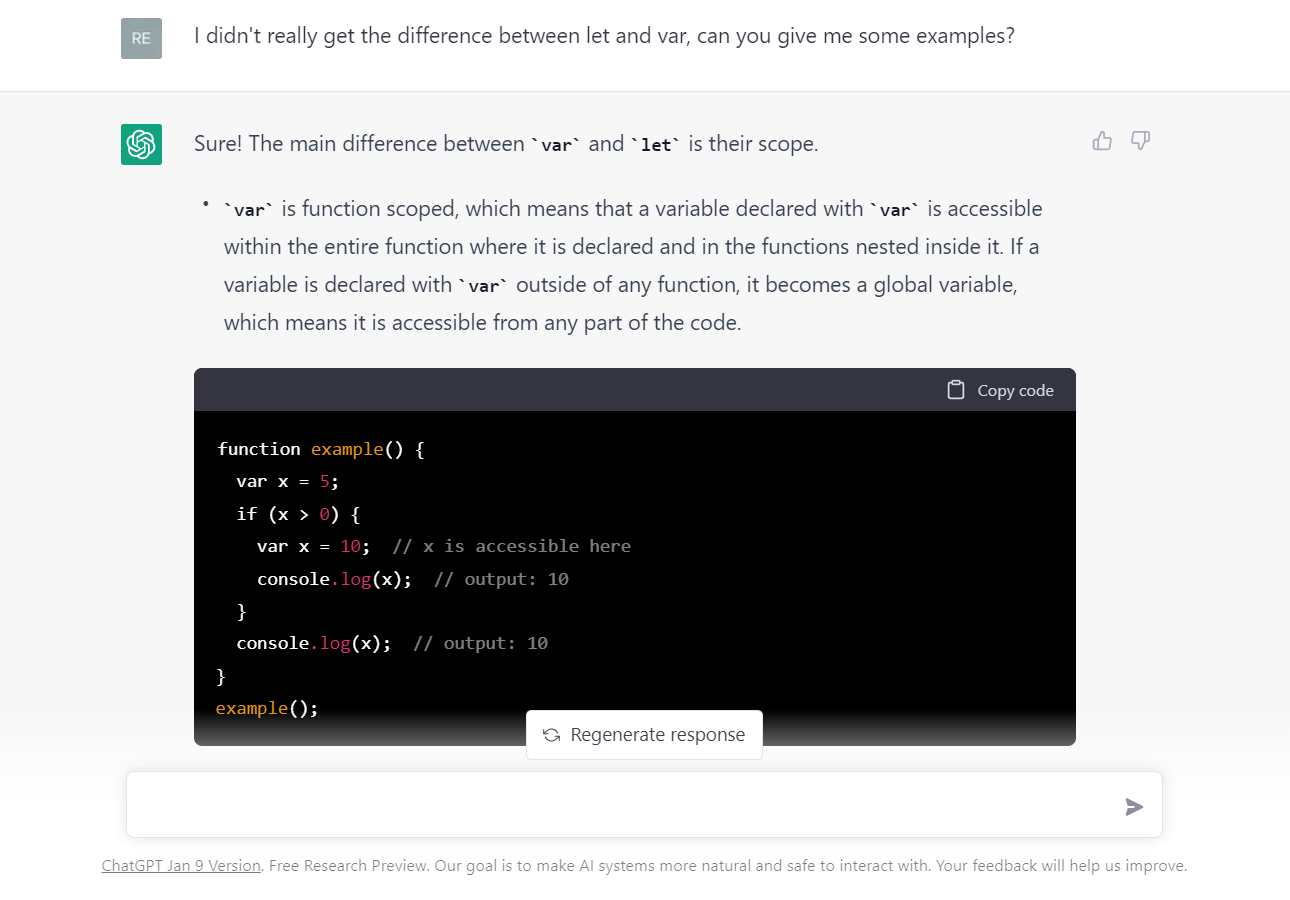 RE
I didn't really get the difference between let and var, can you give me some examples?
Sure! The main difference between `var` and `let` is their scope.
• `var` is function scoped, which means that a variable declared with `var` is accessible
within the entire function where it is declared and in the functions nested inside it. If a
variable is declared with `var` outside of any function, it becomes a global variable,
which means it is accessible from any part of the code.
Copy code
function example() {
  var x = 5;
  if (x > 0) {
    var x = 10;  // x is accessible here
    console.log(x);  // output: 10
  }
  console.log(x);  // output: 10
}
example();
Regenerate response
ChatGPT Jan 9 Version. Free Research Preview. Our goal is to make AI systems more natural and safe to interact with. Your feedback will help us improve.